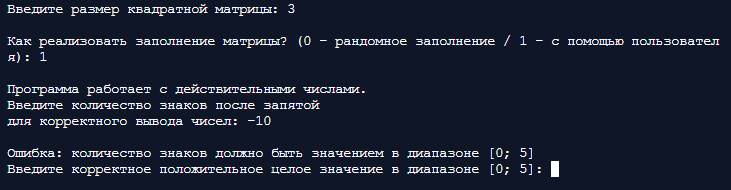 Введите размер квадратной матрицы: 3
Как реализовать заполнение матрицы? (0 - рандомное заполнение / 1 - с помощью пользовател
я): 1
Программа работает с действительными числами.
Введите количество знаков после запятой
для корректного вывода чисел: -10
Ошибка: количество знаков должно быть значением в диапазоне [0; 5]
Введите корректное положительное целое значение в диапазоне [0; 5]: